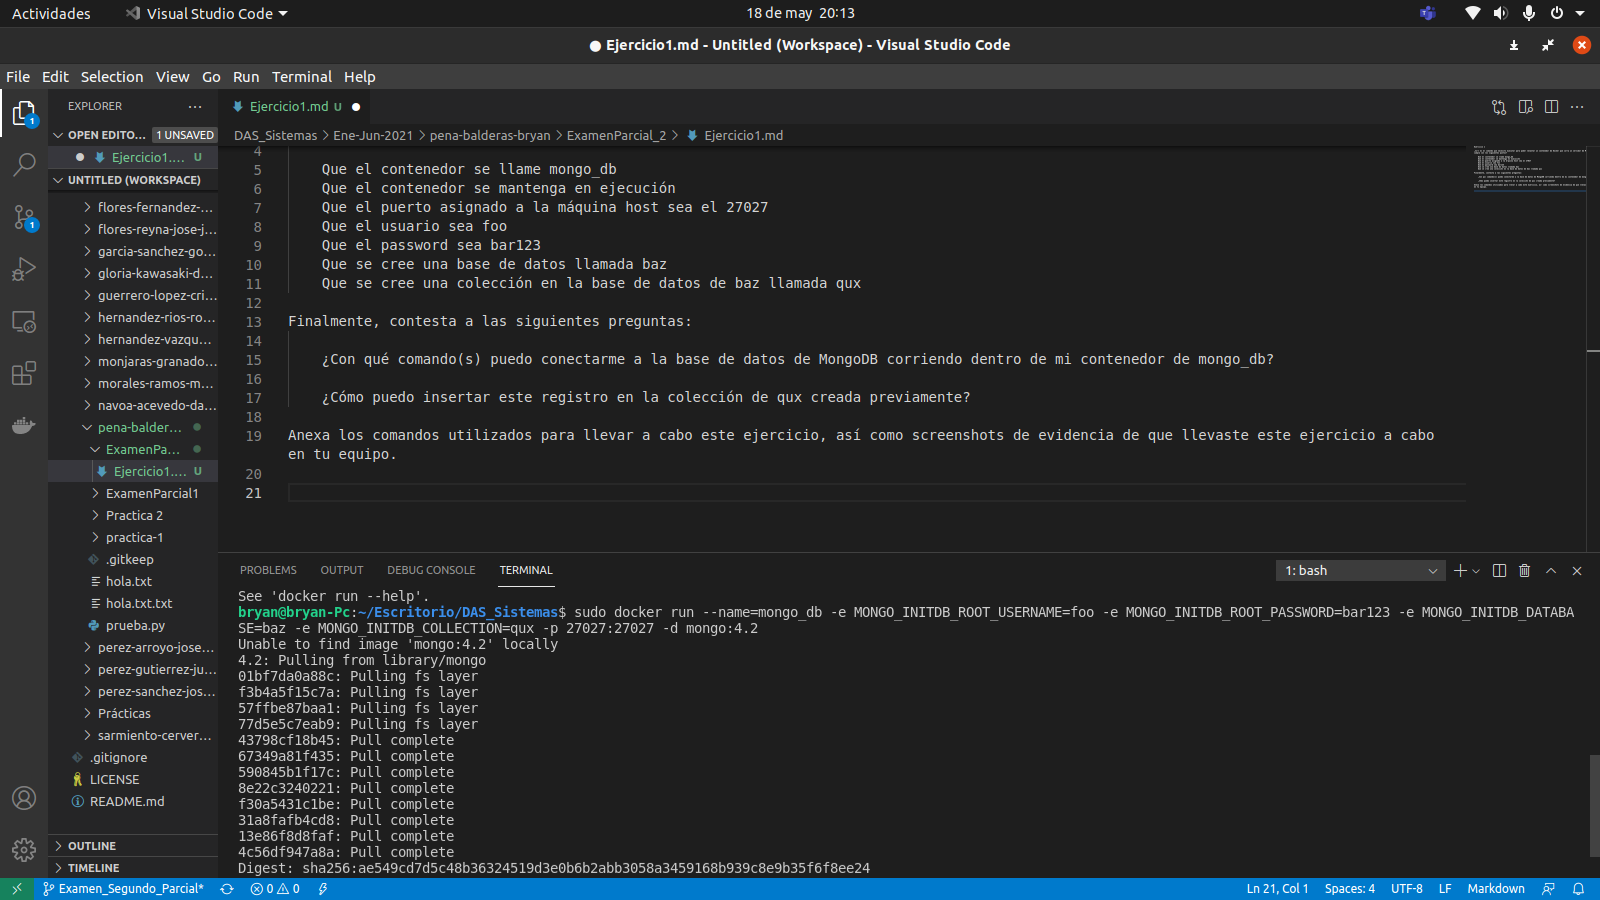 Actividades
Visual Studio Code
18 de may 20:13
● Ejercicio1.md - Untitled (Workspace) - Visual Studio Code
File Edit Selection View Go Run Terminal Help
EXPLORER ...
OPEN EDITO... 1 UNSAVED
Ejercicio1.... U
UNTITLED (WORKSPACE)
flores-fernandez-...
flores-reyna-jose-j...
garcia-sanchez-go...
gloria-kawasaki-d...
guerrero-lopez-cri...
hernandez-rios-ro...
hernandez-vazqu...
monjaras-granado...
morales-ramos-m...
navoa-acevedo-da...
pena-balder...
ExamenPa...
Ejercicio1.... U
ExamenParcial1
Practica 2
practica-1
.gitkeep
hola.txt
hola.txt.txt
prueba.py
perez-arroyo-jose...
perez-gutierrez-ju...
perez-sanchez-jos...
Prácticas
sarmiento-cerver...
.gitignore
LICENSE
README.md
OUTLINE
TIMELINE
1
1
Ejercicio1.md U
DAS_Sistemas > Ene-Jun-2021 > pena-balderas-bryan > ExamenParcial_2 > Ejercicio1.md
4
5 Que el contenedor se llame mongo_db
6 Que el contenedor se mantenga en ejecución
7 Que el puerto asignado a la máquina host sea el 27027
8 Que el usuario sea foo
9 Que el password sea bar123
10 Que se cree una base de datos llamada baz
11 Que se cree una colección en la base de datos de baz llamada qux
12
13 Finalmente, contesta a las siguientes preguntas:
14
15 ¿Con qué comando(s) puedo conectarme a la base de datos de MongoDB corriendo dentro de mi contenedor de mongo_db?
16
17 ¿Cómo puedo insertar este registro en la colección de qux creada previamente?
18
19 Anexa los comandos utilizados para llevar a cabo este ejercicio, así como screenshots de evidencia de que llevaste este ejercicio a cabo
en tu equipo.
20
21
PROBLEMS OUTPUT DEBUG CONSOLE TERMINAL
1: bash
See 'docker run --help'.
bryan@bryan-Pc:~/Escritorio/DAS_Sistemas$ sudo docker run --name=mongo_db -e MONGO_INITDB_ROOT_USERNAME=foo -e MONGO_INITDB_ROOT_PASSWORD=bar123 -e MONGO_INITDB_DATABA
SE=baz -e MONGO_INITDB_COLLECTION=qux -p 27027:27027 -d mongo:4.2
Unable to find image 'mongo:4.2' locally
4.2: Pulling from library/mongo
01bf7da0a88c: Pulling fs layer
f3b4a5f15c7a: Pulling fs layer
57ffbe87baa1: Pulling fs layer
77d5e5c7eab9: Pulling fs layer
43798cf18b45: Pull complete
67349a81f435: Pull complete
590845b1f17c: Pull complete
8e22c3240221: Pull complete
f30a5431c1be: Pull complete
31a8fafb4cd8: Pull complete
13e86f8d8faf: Pull complete
4c56df947a8a: Pull complete
Digest: sha256:ae549cd7d5c48b36324519d3e0b6b2abb3058a3459168b939c8e9b35f6f8ee24
Examen_Segundo_Parcial* 0 0
Ln 21, Col 1 Spaces: 4 UTF-8 LF Markdown